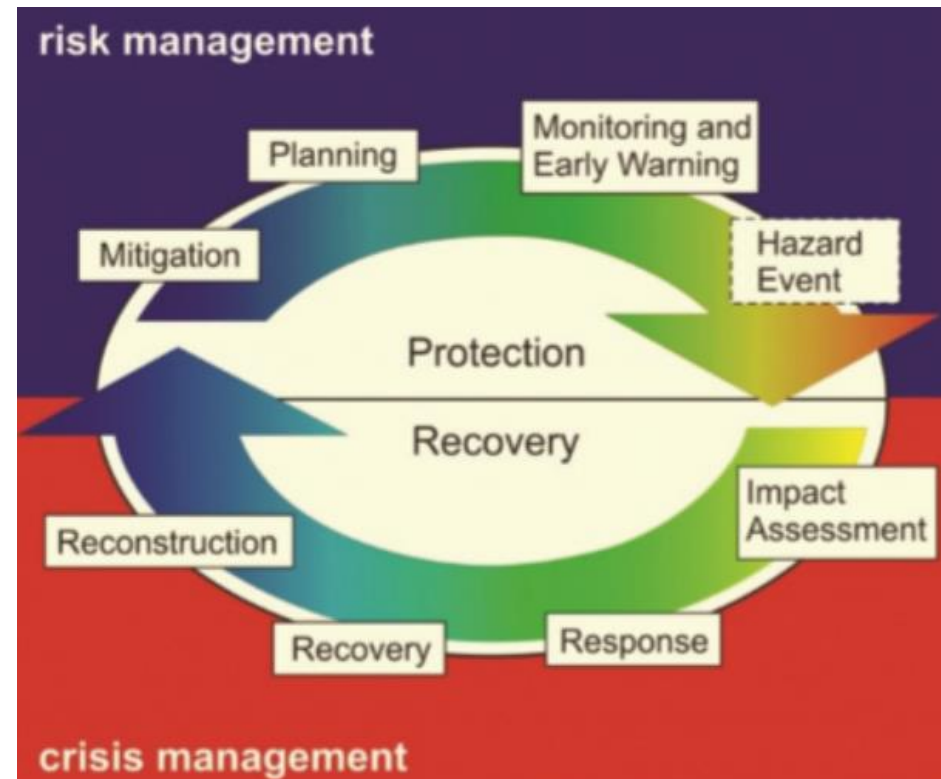 risk management
Planning
Monitoring and
Early Warning
Mitigation
Hazard
Event
Protection
Recovery
Impact
Assessment
Reconstruction
Recovery
Response
crisis management